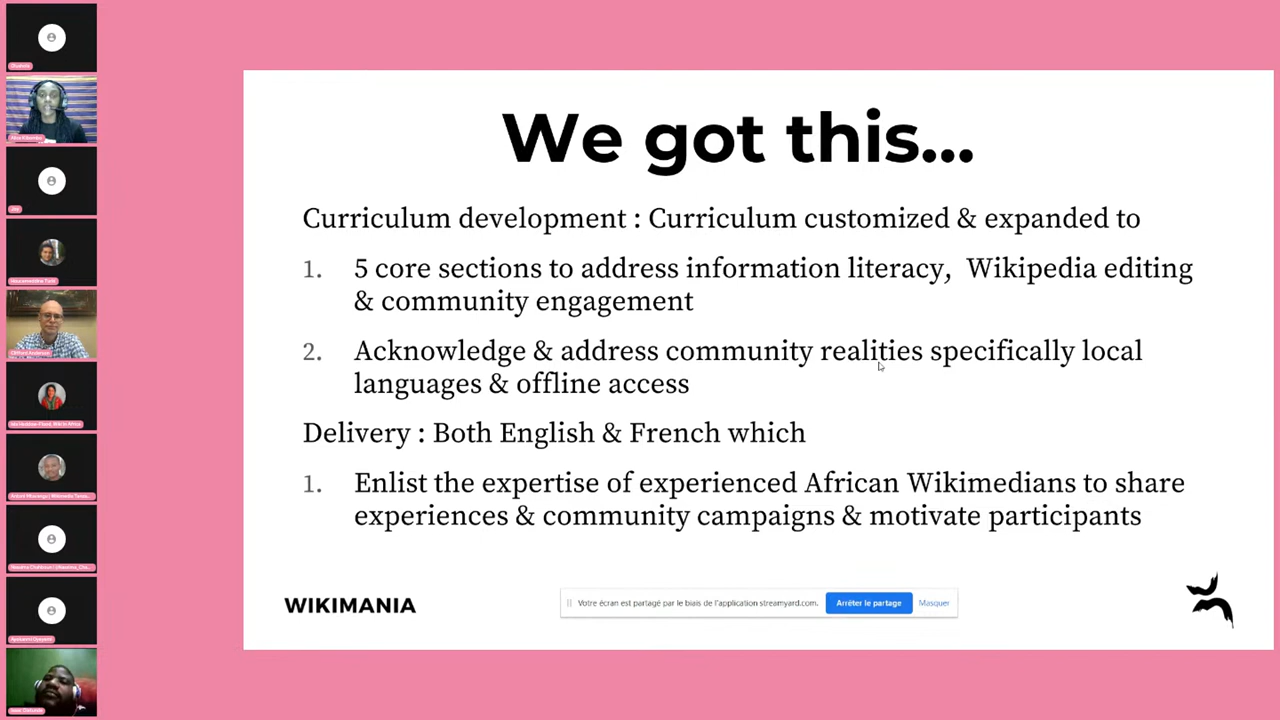 We got this...
Curriculum development : Curriculum customized & expanded to
1. 5 core sections to address information literacy, Wikipedia editing
& community engagement
2. Acknowledge & address community realities specifically local
languages & offline access
Delivery : Both English & French which
1. Enlist the expertise of experienced African Wikimedians to share
experiences & community campaigns & motivate participants
WIKIMANIA
Votre écran est partagé par le biais de l'application streamyard.com.
Arrêter le partage
Masquer